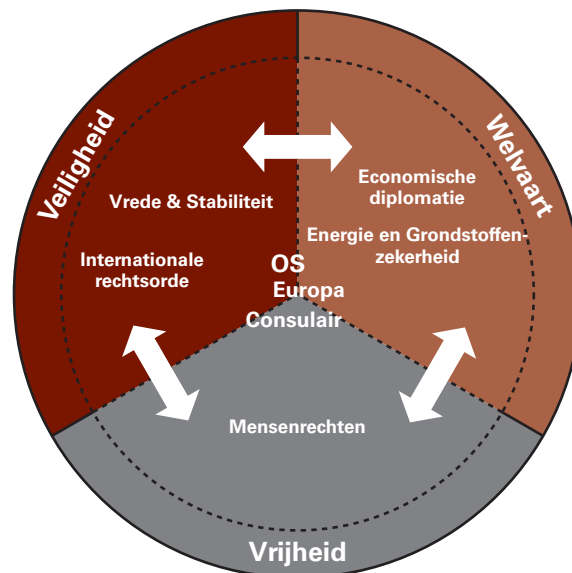 Veiligheid
Welvaart
Vrede & Stabiliteit
Economische
diplomatie
Internationale
rechtsorde
Energie en Grondstoffen-
zekerheid
OS
Europa
Consulair
Mensenrechten
Vrijheid